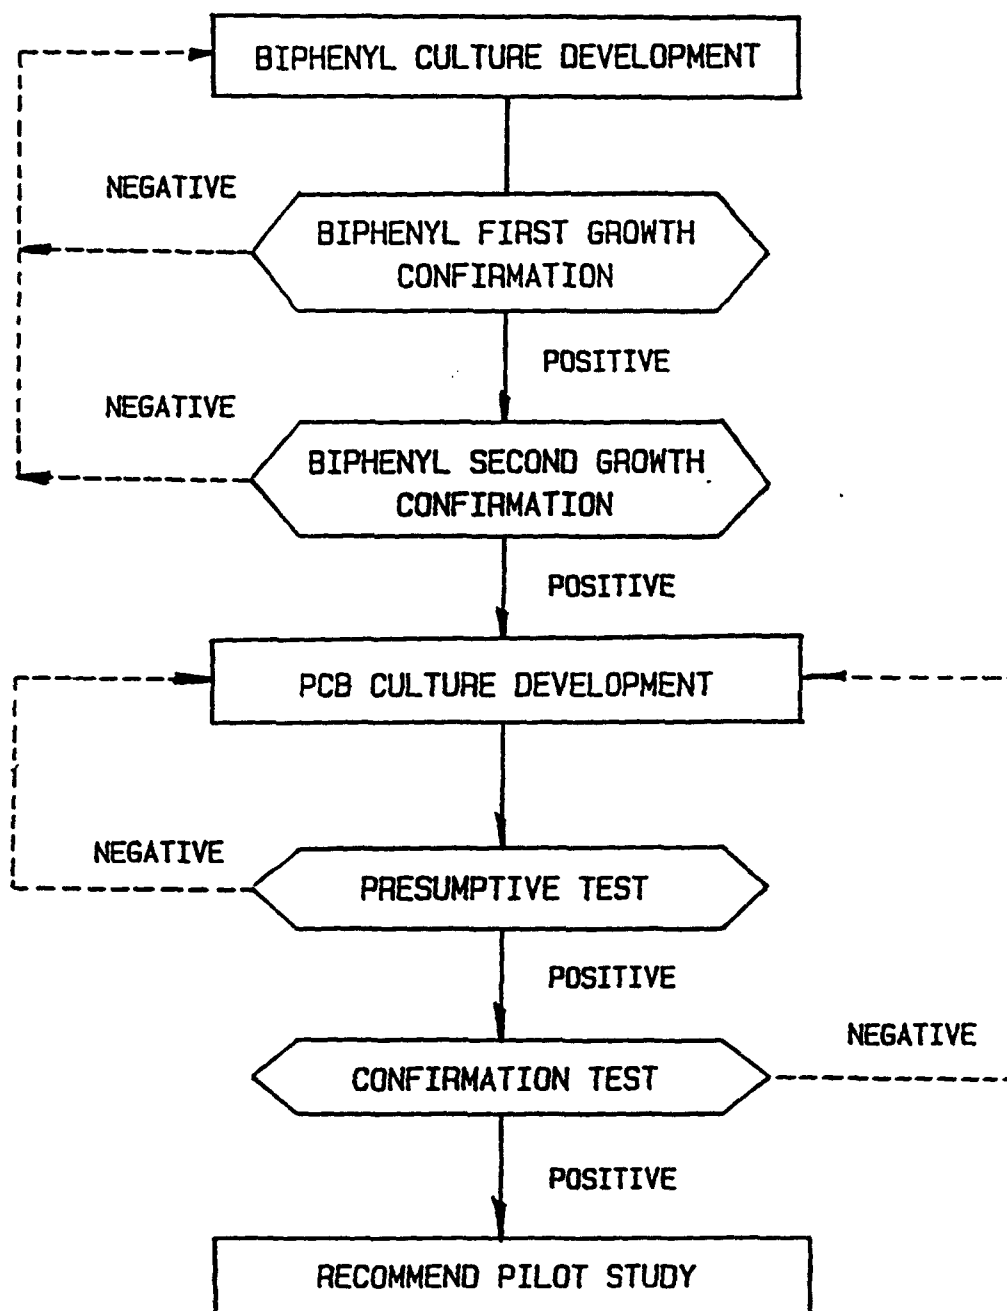 BIPHENYL CULTURE DEVELOPMENT
NEGATIVE
BIPHENYL FIRST GROWTH
CONFIRMATION
POSITIVE
NEGATIVE
BIPHENYL SECOND GROWTH
CONFIRMATION
POSITIVE
PCB CULTURE DEVELOPMENT
NEGATIVE
PRESUMPTIVE TEST
POSITIVE
NEGATIVE
CONFIRMATION TEST
POSITIVE
RECOMMEND PILOT STUDY